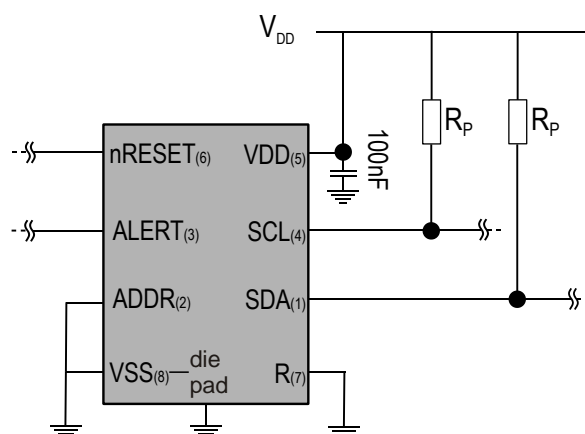 VDD
RP
RP
100nF
nRESET(6)
VDD(5)
ALERT(3)
SCL(4)
ADDR(2)
SDA(1)
VSS(8)
die
pad
R(7)